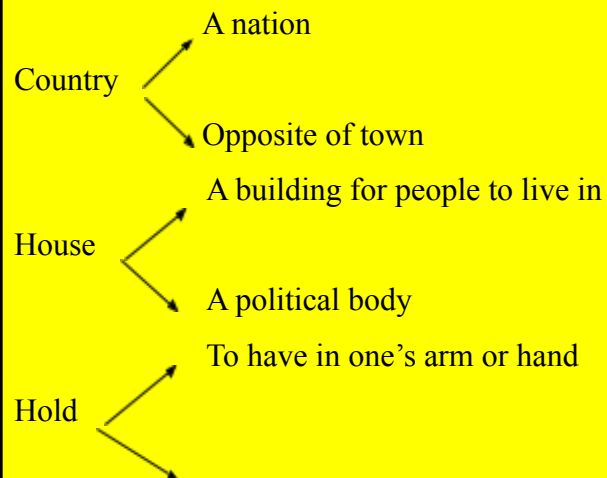 A nation
Country
Opposite of town
A building for people to live in
House
A political body
To have in one’s arm or hand
Hold